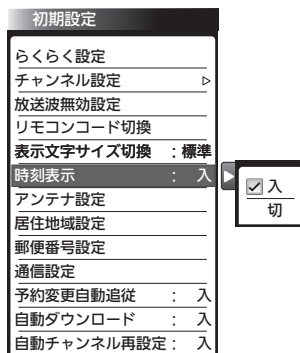 初期設定
らくらく設定
チャンネル設定
放送波無効設定
リモコンコード切換
表示文字サイズ切換 : 標準
時刻表示 : 入
入
切
アンテナ設定
居住地域設定
郵便番号設定
通信設定
予約変更自動追従 : 入
自動ダウンロード : 入
自動チャンネル再設定 : 入